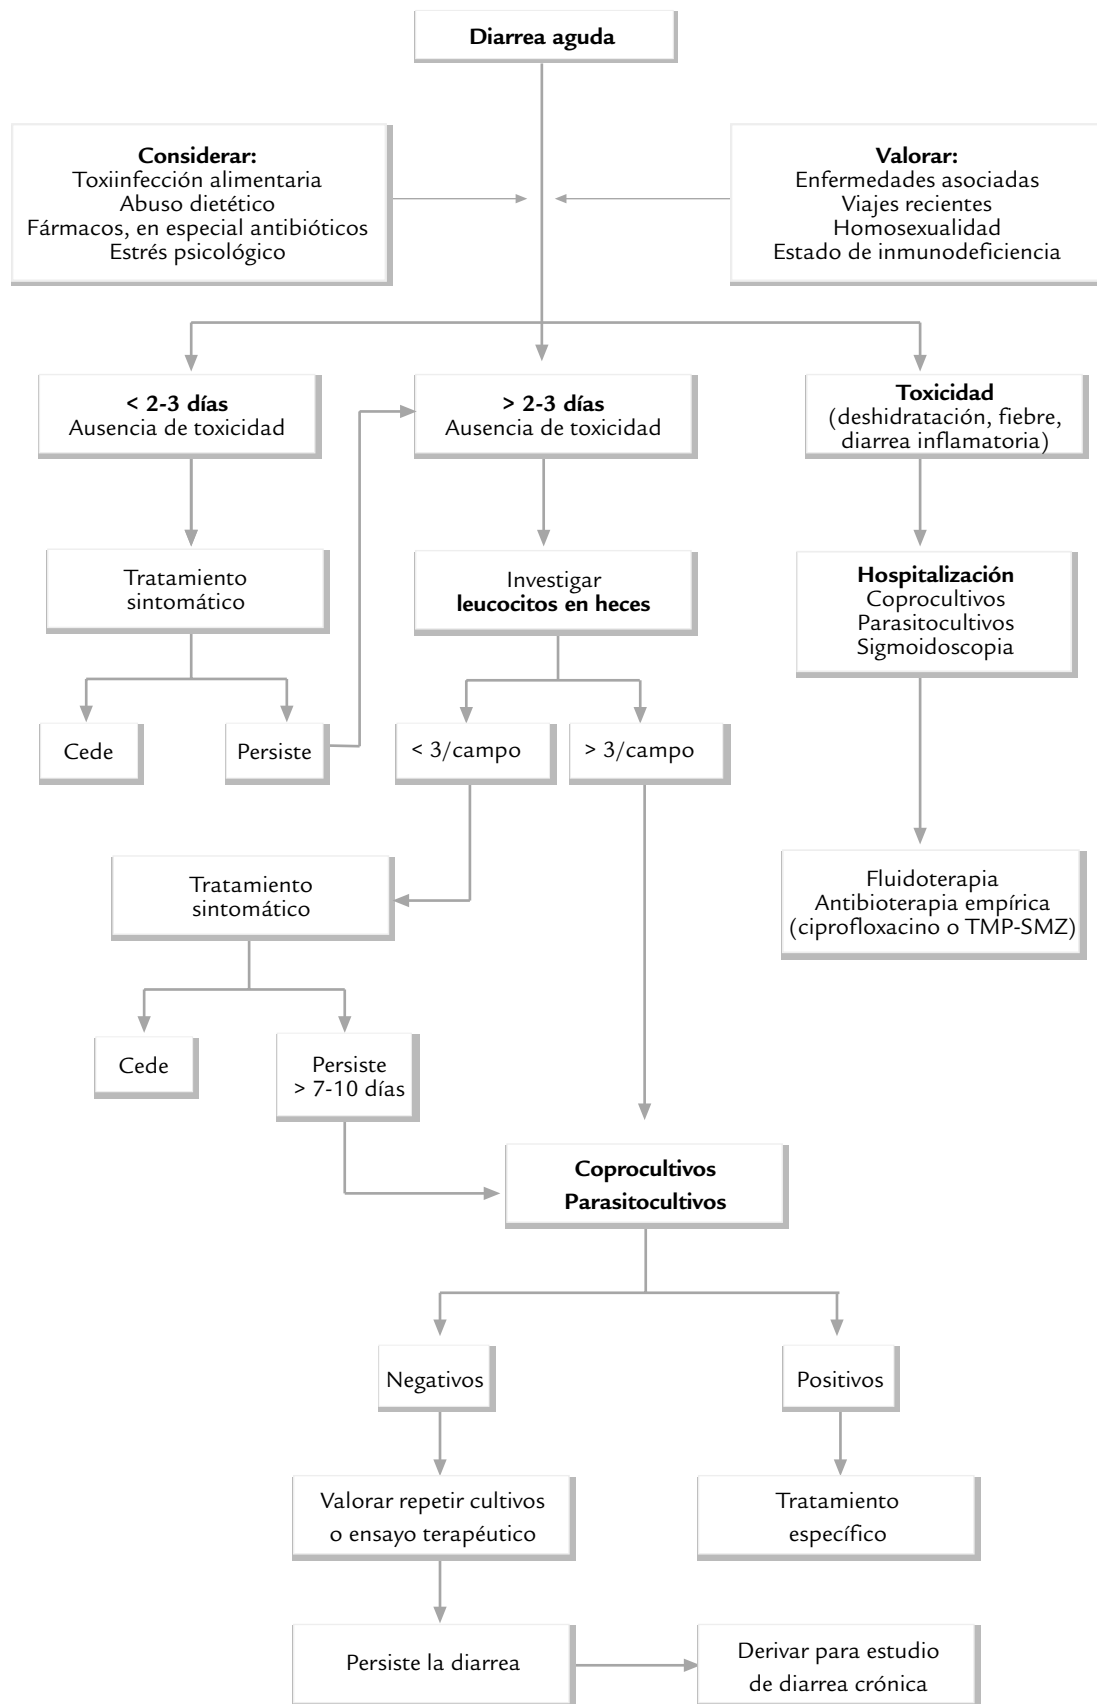 Diarrea aguda
Considerar:
Toxiinfección alimentaria
Abuso dietético
Fármacos, en especial antibióticos
Estrés psicológico
Valorar:
Enfermedades asociadas
Viajes recientes
Homosexualidad
Estado de inmunodeficiencia
< 2-3 días
Ausencia de toxicidad
> 2-3 días
Ausencia de toxicidad
Toxicidad
(deshidratación, fiebre,
diarrea inflamatoria)
Tratamiento
sintomático
Investigar
leucocitos en heces
Hospitalización
Coprocultivos
Parasitocultivos
Sigmoidoscopia
Cede
Persiste
< 3/campo
> 3/campo
Tratamiento
sintomático
Fluidoterapia
Antibioterapia empírica
(ciprofloxacino o TMP-SMZ)
Cede
Persiste
> 7-10 días
Coprocultivos
Parasitocultivos
Negativos
Positivos
Valorar repetir cultivos
o ensayo terapéutico
Tratamiento
específico
Persiste la diarrea
Derivar para estudio
de diarrea crónica